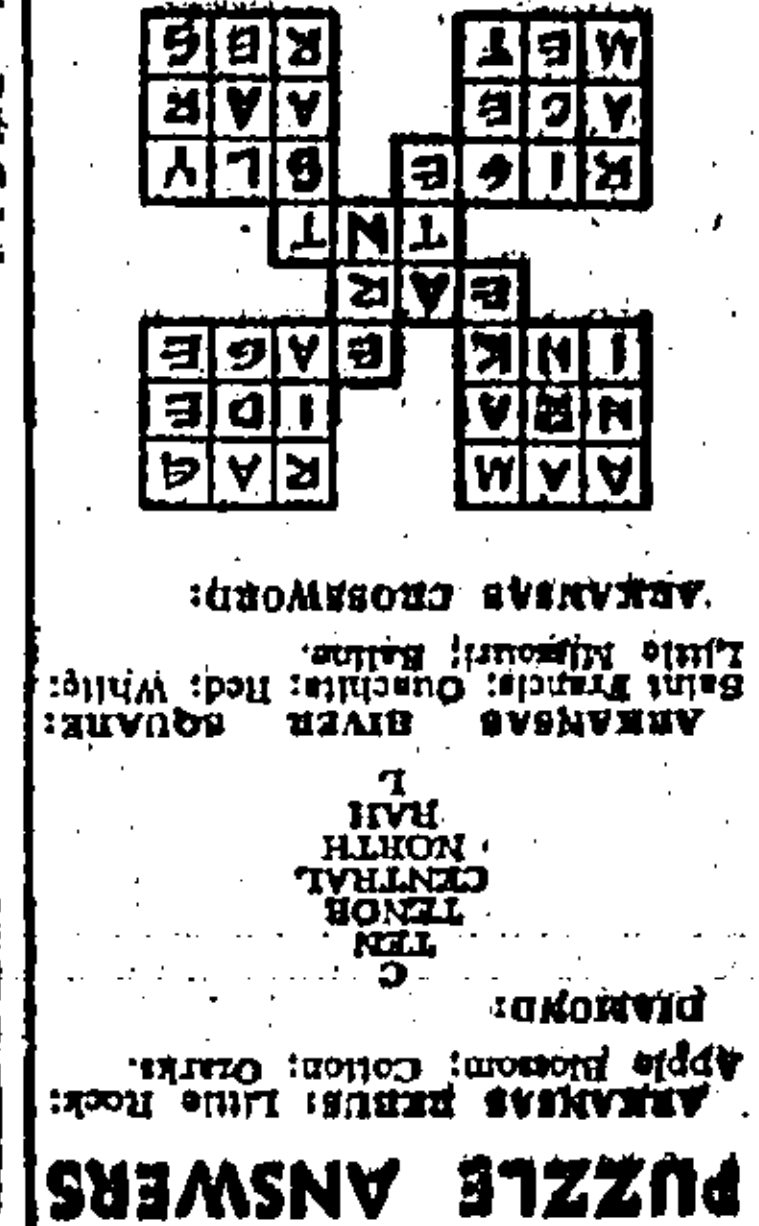 PUZZLE ANSWERS
ARKANSAS REBUS: Little Rock;
Apple Blossom; Cotton; Ozarks.
DIAMOND:
C
TEN
TENOR
CENTRAL
NORTH
RAH
L
ARKANSAS RIVER SQUARE:
Saint Francis; Ouachita; Red; White;
Little Missouri; Saline.
ARKANSAS CROSSWORD:
A A M R A G
N R A I D E
I N K E A G E
E A R
T N T
R I G E S L Y
A C E A A R
M E T R E S